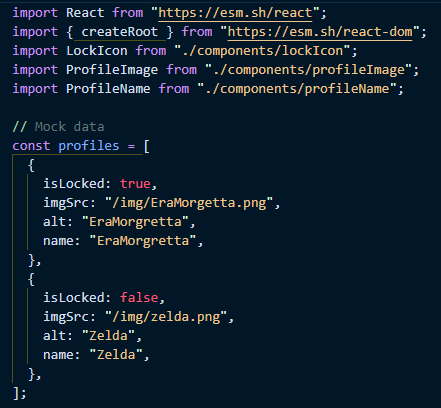 import React from "https://esm.sh/react";
import { createRoot } from "https://esm.sh/react-dom";
import LockIcon from "./components/lockIcon";
import ProfileImage from "./components/profileImage";
import ProfileName from "./components/profileName";
// Mock data
const profiles = [
{
isLocked: true,
imgSrc: "/img/EraMorgetta.png",
alt: "EraMorgretta",
name: "EraMorgretta",
},
{
isLocked: false,
imgSrc: "/img/zelda.png",
alt: "Zelda",
name: "Zelda",
},
];